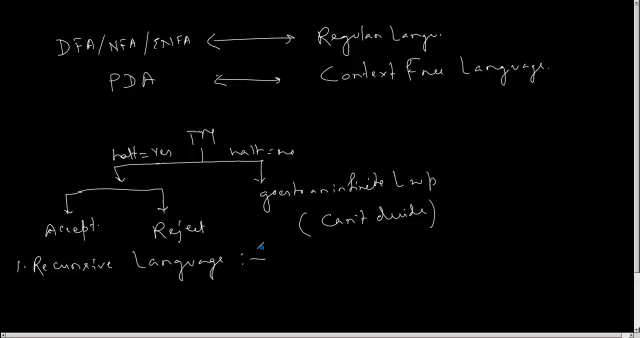 DFA/NFA/ENFA ⟷ Regular Langu.
PDA ⟷ Context Free Language.
TM
halt=Yes halt=no
goes to an infinite Loop
Accept. Reject (Can't divide)
1. Recursive Language :-